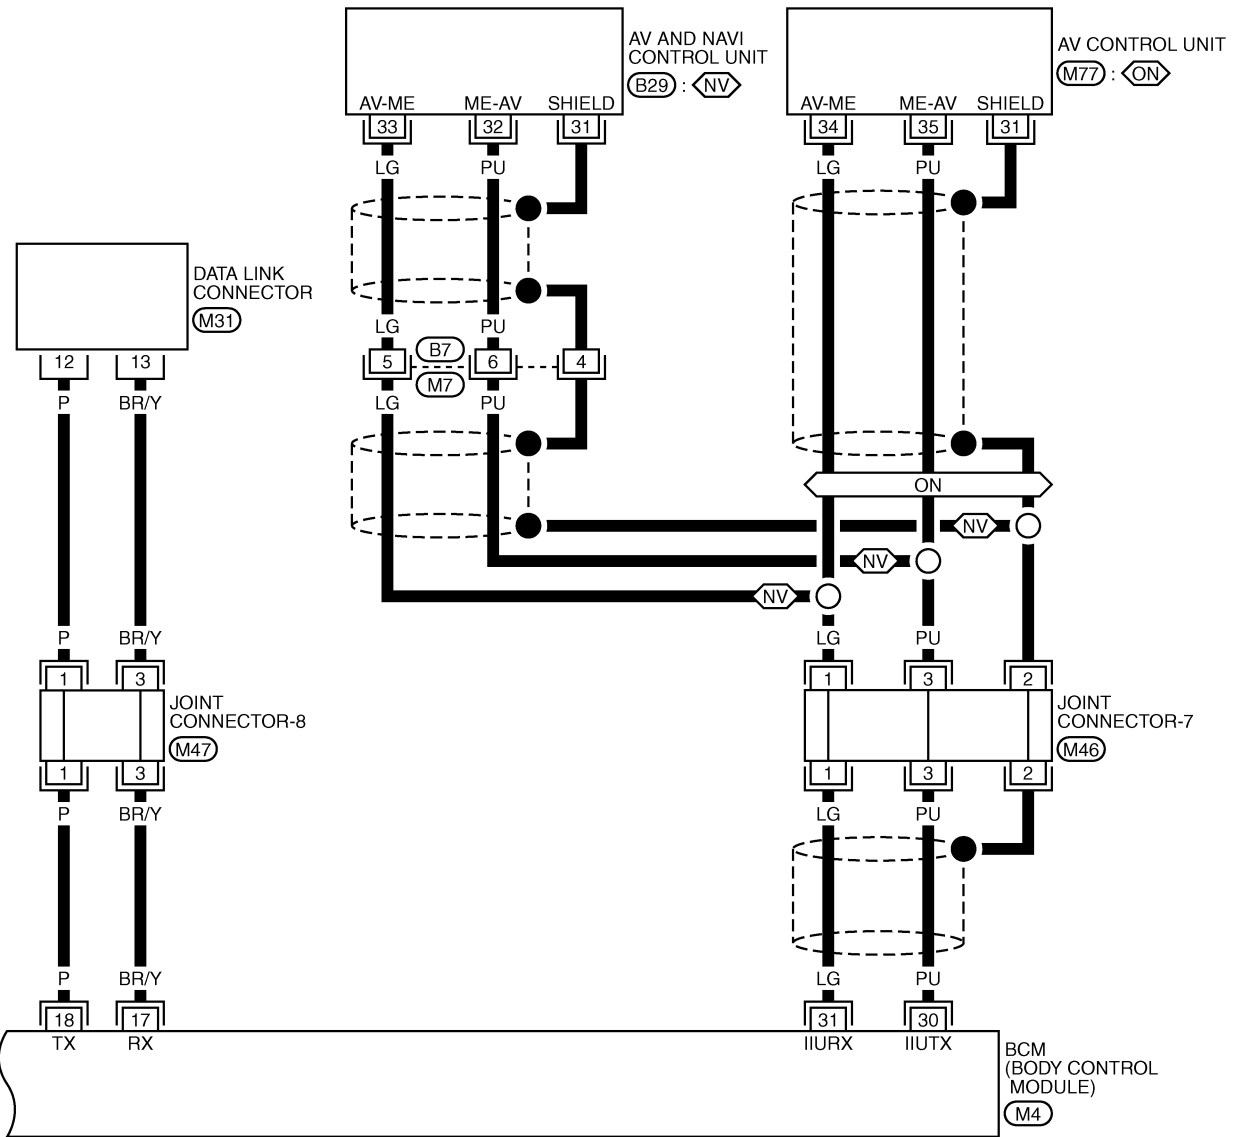 AV AND NAVI
CONTROL UNIT
B29 : NV
AV CONTROL UNIT
M77 : ON
AV-ME ME-AV SHIELD
AV-ME ME-AV SHIELD
33 32 31
34 35 31
LG PU
LG PU
DATA LINK
CONNECTOR
M31
LG PU
12 13
5 B7 6 4
M7
P BR/Y
LG PU
ON
NV
NV
NV
P BR/Y
LG PU
1 3
1 3 2
JOINT
CONNECTOR-8
M47
JOINT
CONNECTOR-7
M46
1 3
1 3 2
P BR/Y
LG PU
P BR/Y
LG PU
18 17
31 30
TX RX
IIURX IIUTX
BCM
(BODY CONTROL
MODULE)
M4